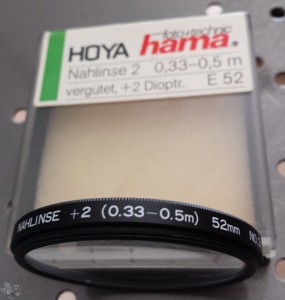 foto+technic
HOYA hama®
Nahlinse 2 0,33–0,5 m
vergütet, +2 Dioptr. E 52
NAHLINSE +2 (0.33–0.5m) 52mm NO.